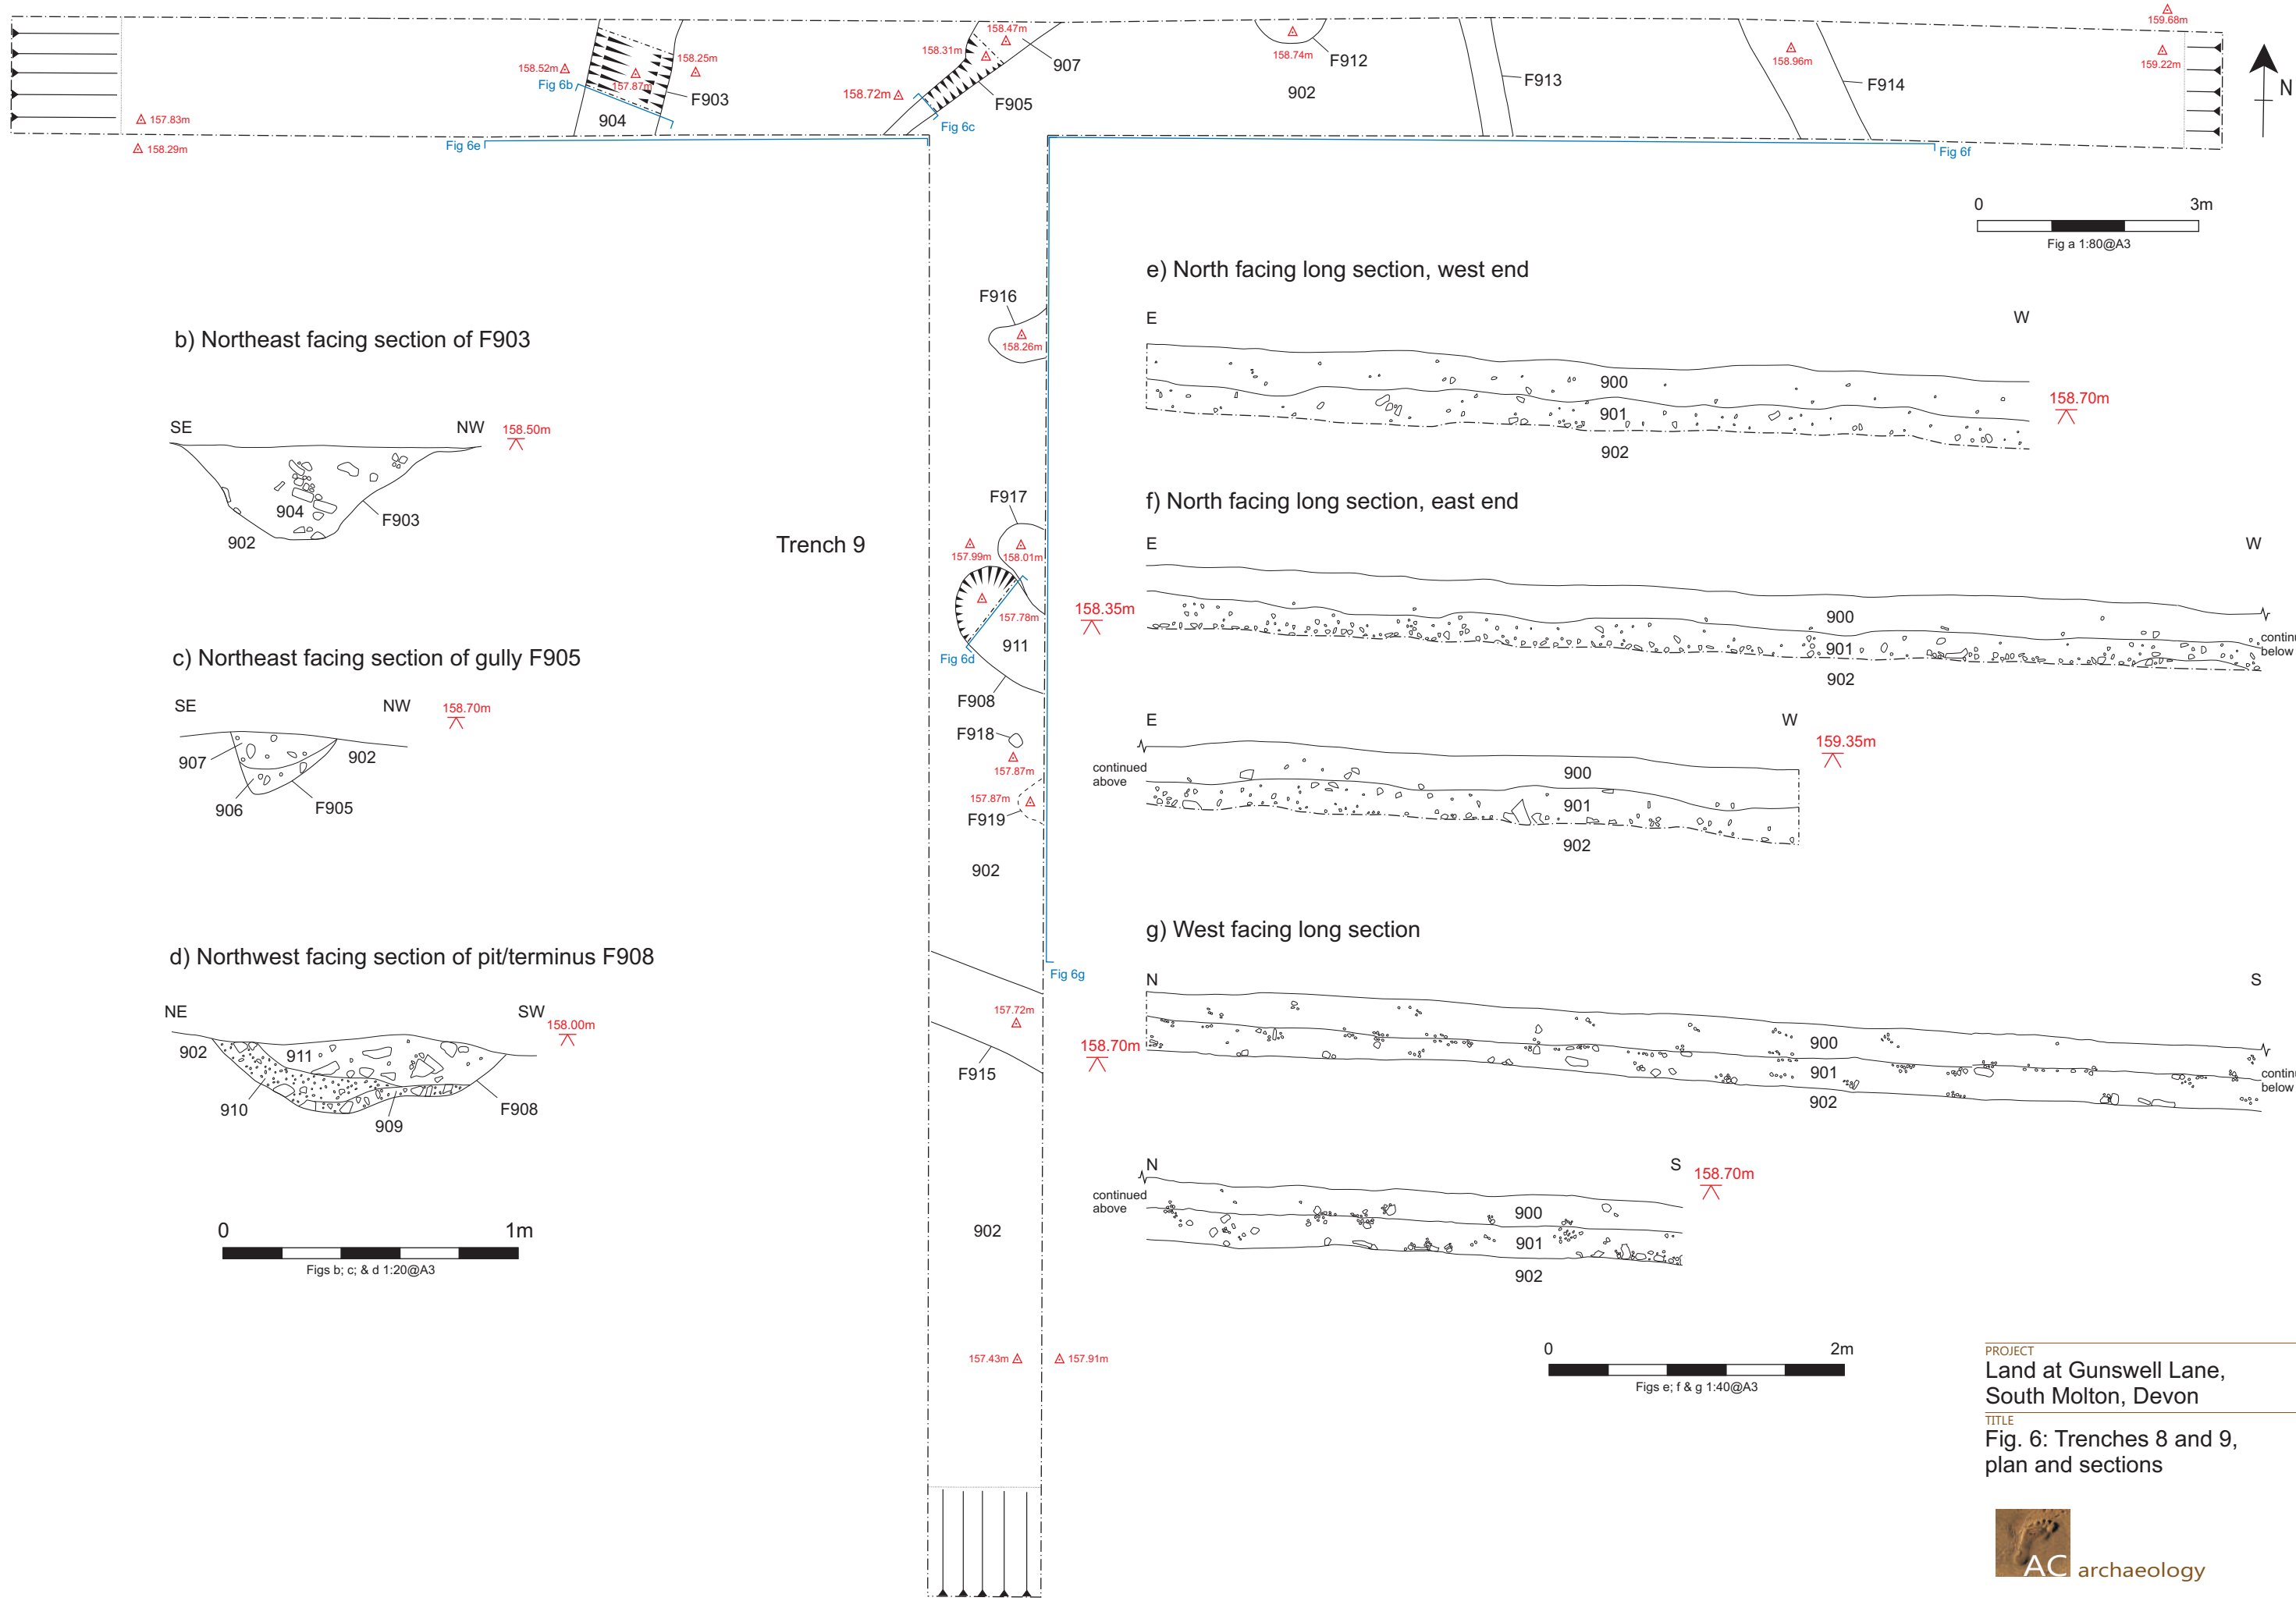 159.68m
158.47m
158.31m
907
158.25m
158.52m
Fig 6b
157.87m
F903
158.72m
F905
Fig 6c
158.74m
F912
902
F913
158.96m
F914
159.22m
N
157.83m
904
158.29m
Fig 6e
Fig 6f
0 3m
Fig a 1:80@A3
e) North facing long section, west end
E W
900
901
902
158.70m
F916
158.26m
b) Northeast facing section of F903
SE NW 158.50m
904
F903
902
f) North facing long section, east end
E W
900
901
902
158.35m
contin
below
E W
159.35m
continued
above
900
901
902
F917
Trench 9
157.99m 158.01m
157.78m
911
Fig 6d
F908
F918
157.87m
157.87m
F919
902
c) Northeast facing section of gully F905
SE NW 158.70m
907
902
906
F905
Fig 6g
157.72m
F915
d) Northwest facing section of pit/terminus F908
NE SW
158.00m
902
911
910
909
F908
g) West facing long section
N S
158.70m
900
901
902
contin
below
N S
158.70m
continued
above
900
901
902
902
0 1m
Figs b; c; & d 1:20@A3
157.43m 157.91m
0 2m
Figs e; f & g 1:40@A3
PROJECT
Land at Gunswell Lane,
South Molton, Devon
TITLE
Fig. 6: Trenches 8 and 9,
plan and sections
AC archaeology